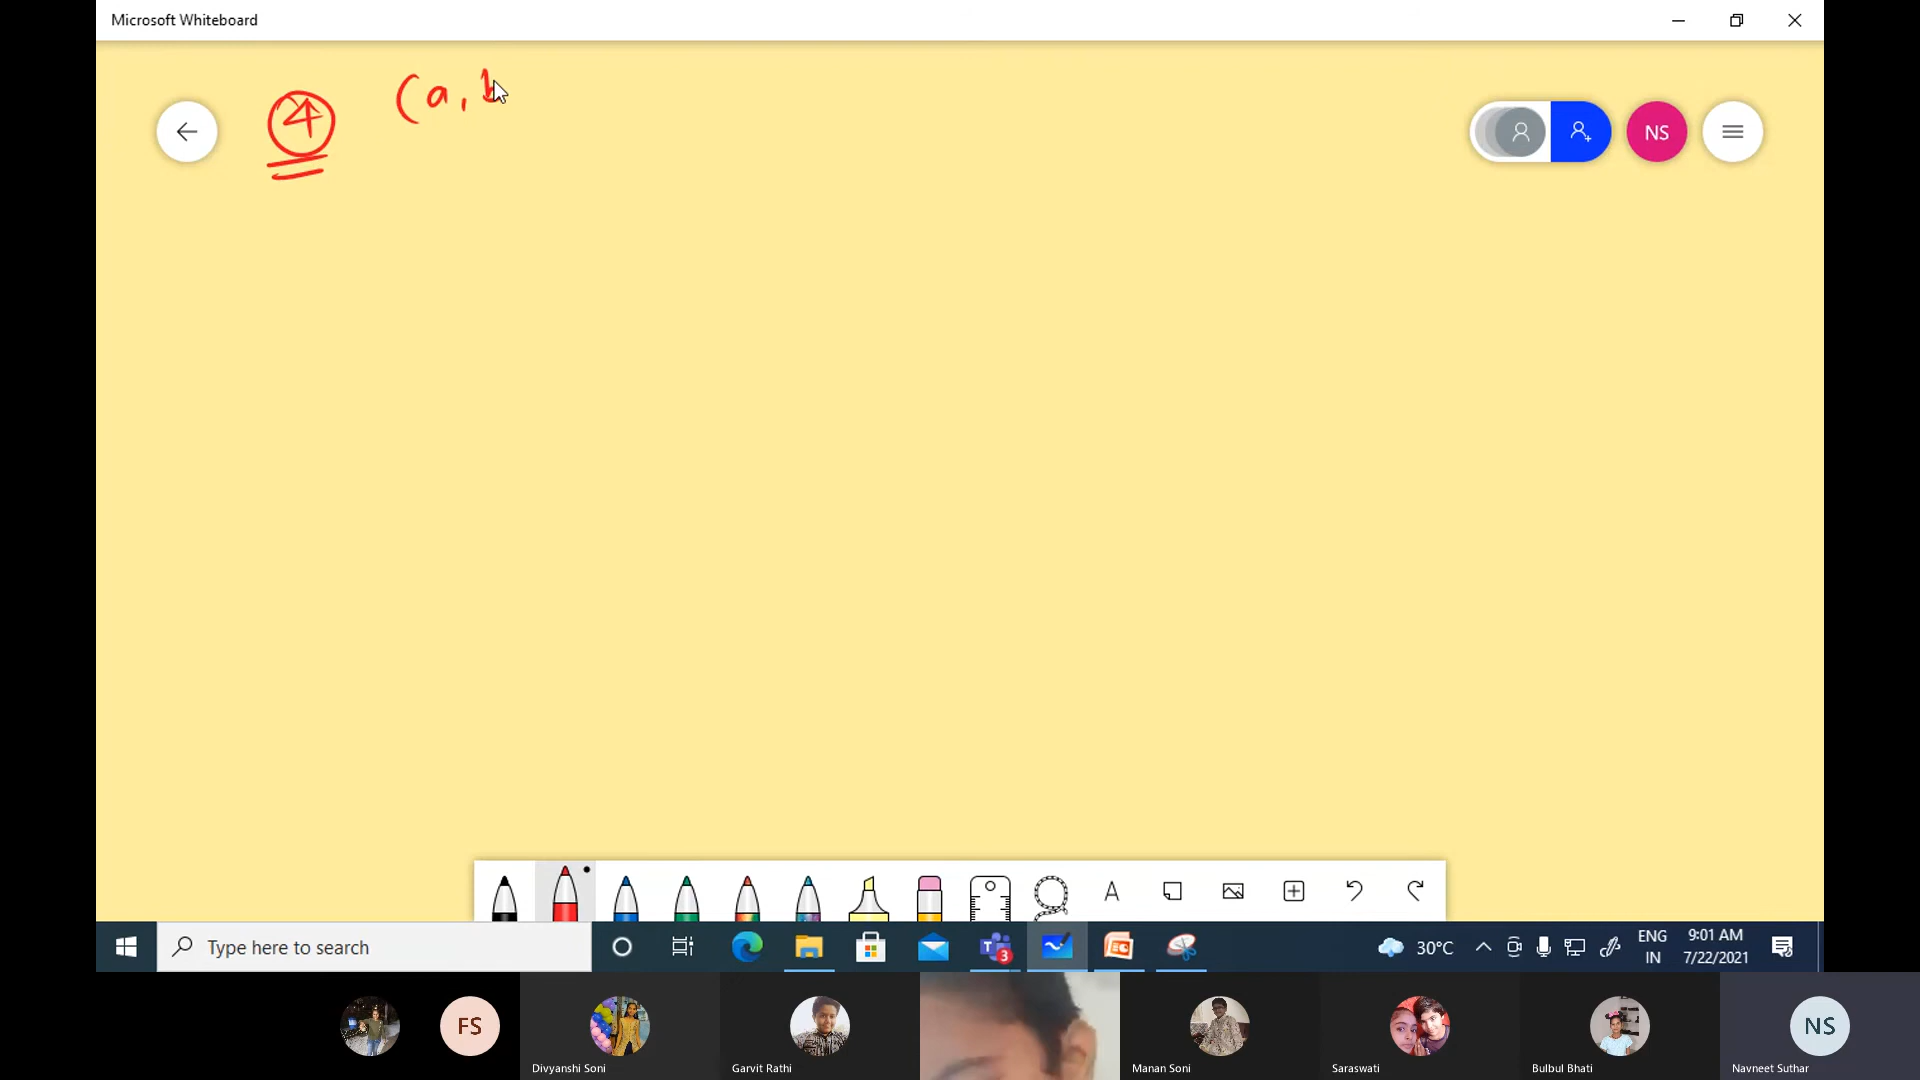 Microsoft Whiteboard
④ (a, b
NS
A
Type here to search
3
30°C
ENG
IN
9:01 AM
7/22/2021
FS
NS
Divyanshi Soni
Garvit Rathi
Manan Soni
Saraswati
Bulbul Bhati
Navneet Suthar